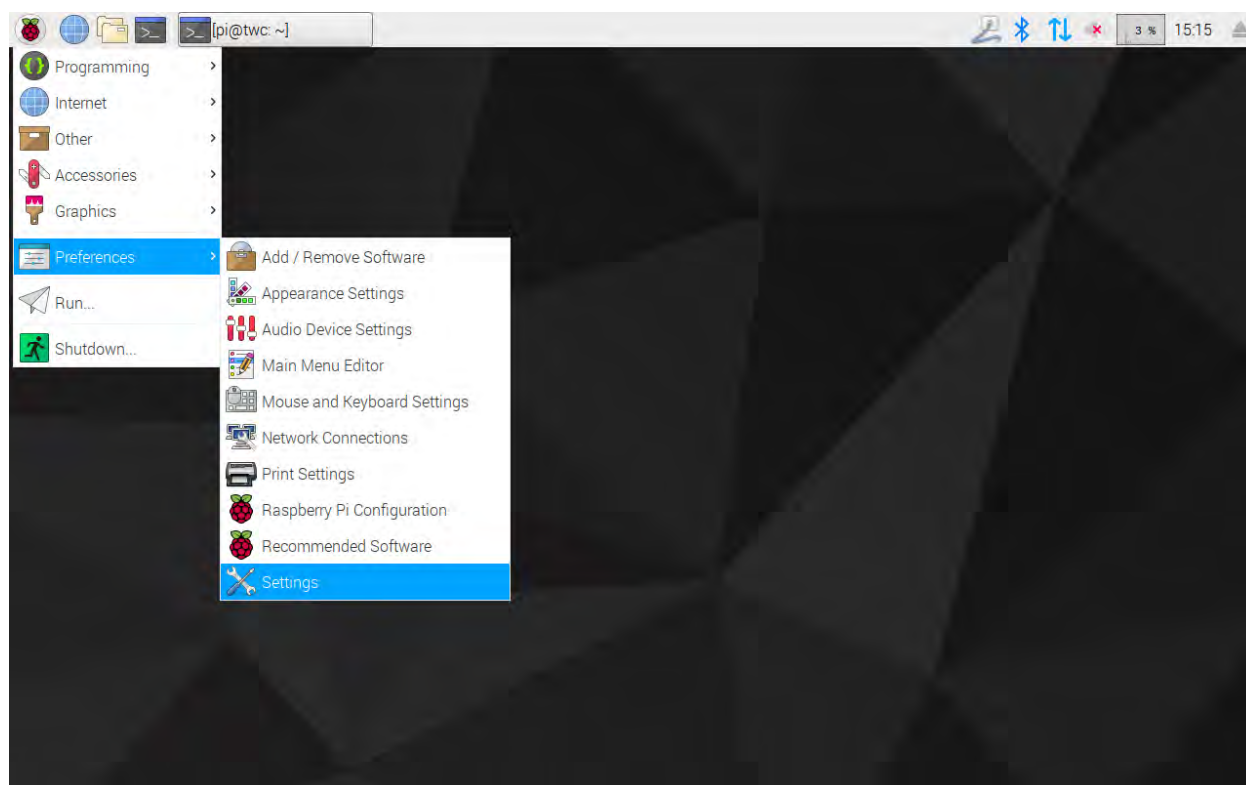 [pi@twc: ~]
3 %
15:15
Programming
Internet
Other
Accessories
Graphics
Preferences
Run...
Shutdown...
Add / Remove Software
Appearance Settings
Audio Device Settings
Main Menu Editor
Mouse and Keyboard Settings
Network Connections
Print Settings
Raspberry Pi Configuration
Recommended Software
Settings